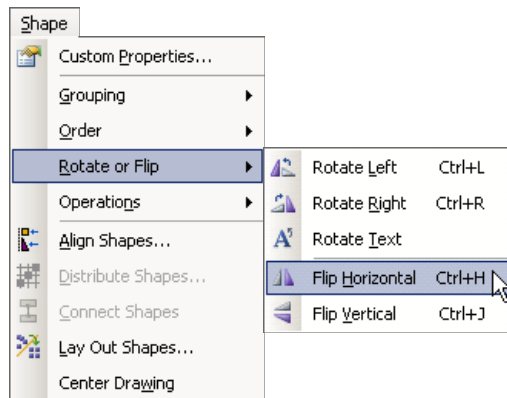 Shape
Custom Properties...
Grouping
Order
Rotate or Flip
Operations
Align Shapes...
Distribute Shapes...
Connect Shapes
Lay Out Shapes...
Center Drawing
Rotate Left Ctrl+L
Rotate Right Ctrl+R
Rotate Text
Flip Horizontal Ctrl+H
Flip Vertical Ctrl+J